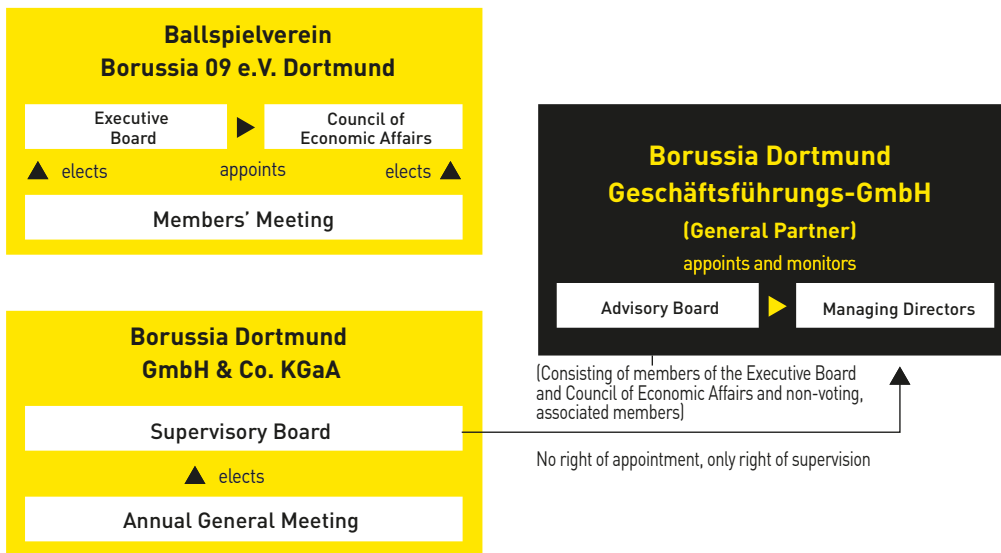 Ballspielverein
Borussia 09 e.V. Dortmund
Executive
Board
Council of
Economic Affairs
elects
appoints
elects
Members’ Meeting
Borussia Dortmund
GmbH & Co. KGaA
Supervisory Board
elects
Annual General Meeting
Borussia Dortmund
Geschäftsführungs-GmbH
(General Partner)
appoints and monitors
Advisory Board
Managing Directors
(Consisting of members of the Executive Board
and Council of Economic Affairs and non-voting,
associated members)
No right of appointment, only right of supervision